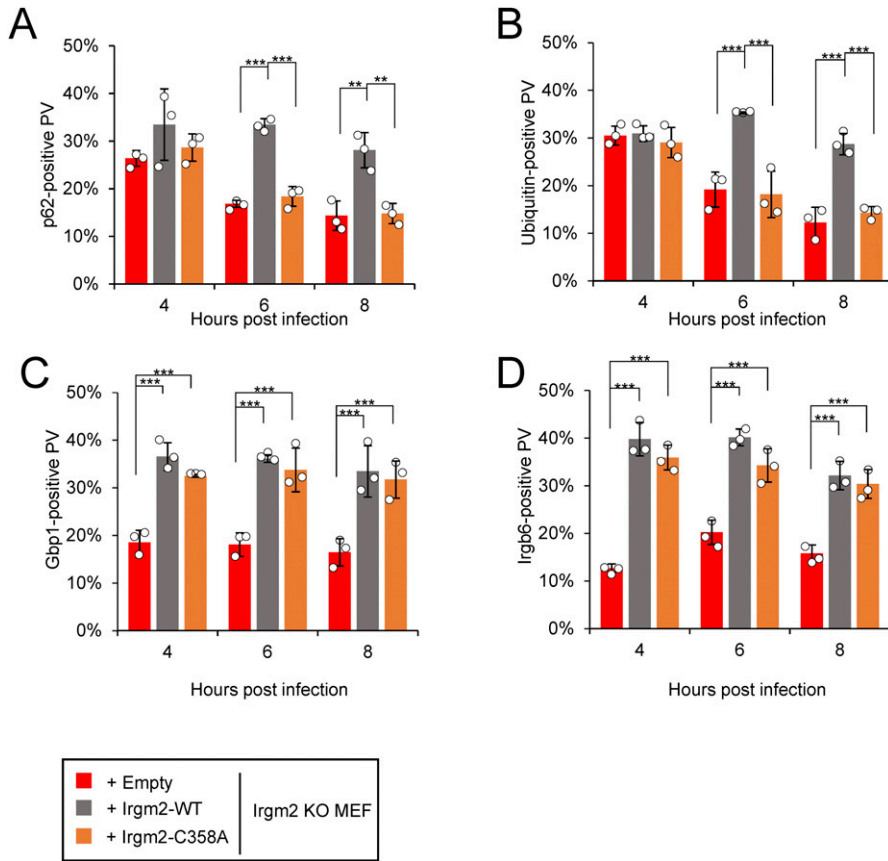 A
B
50%
40%
30%
20%
10%
0%
p62-positive PV
*** ***
** **
4 6 8
Hours post infection
50%
40%
30%
20%
10%
0%
Ubiquitin-positive PV
*** ***
*** ***
4 6 8
Hours post infection
C
D
50%
40%
30%
20%
10%
0%
Gbp1-positive PV
***
***
***
***
***
***
4 6 8
Hours post infection
50%
40%
30%
20%
10%
0%
Irgb6-positive PV
***
***
***
***
***
***
4 6 8
Hours post infection
+ Empty
+ Irgm2-WT
+ Irgm2-C358A
Irgm2 KO MEF